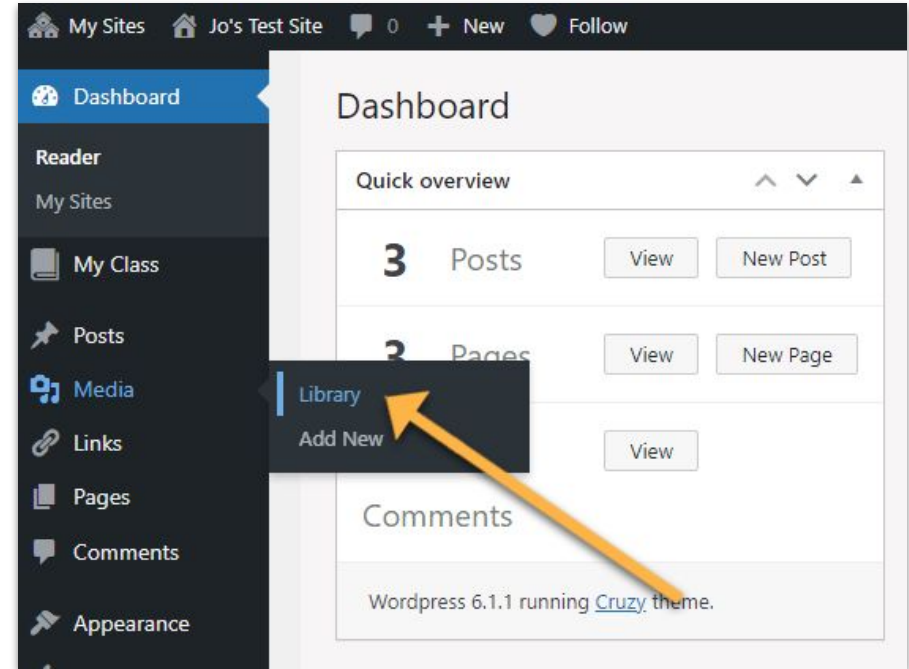 My Sites Jo's Test Site 0 New Follow
Dashboard
Reader
My Sites
My Class
Posts
Media
Links
Pages
Comments
Appearance
Library
Add New
Dashboard
Quick overview
3 Posts View New Post
3 Pages View New Page
View
Comments
Wordpress 6.1.1 running Cruzy theme.